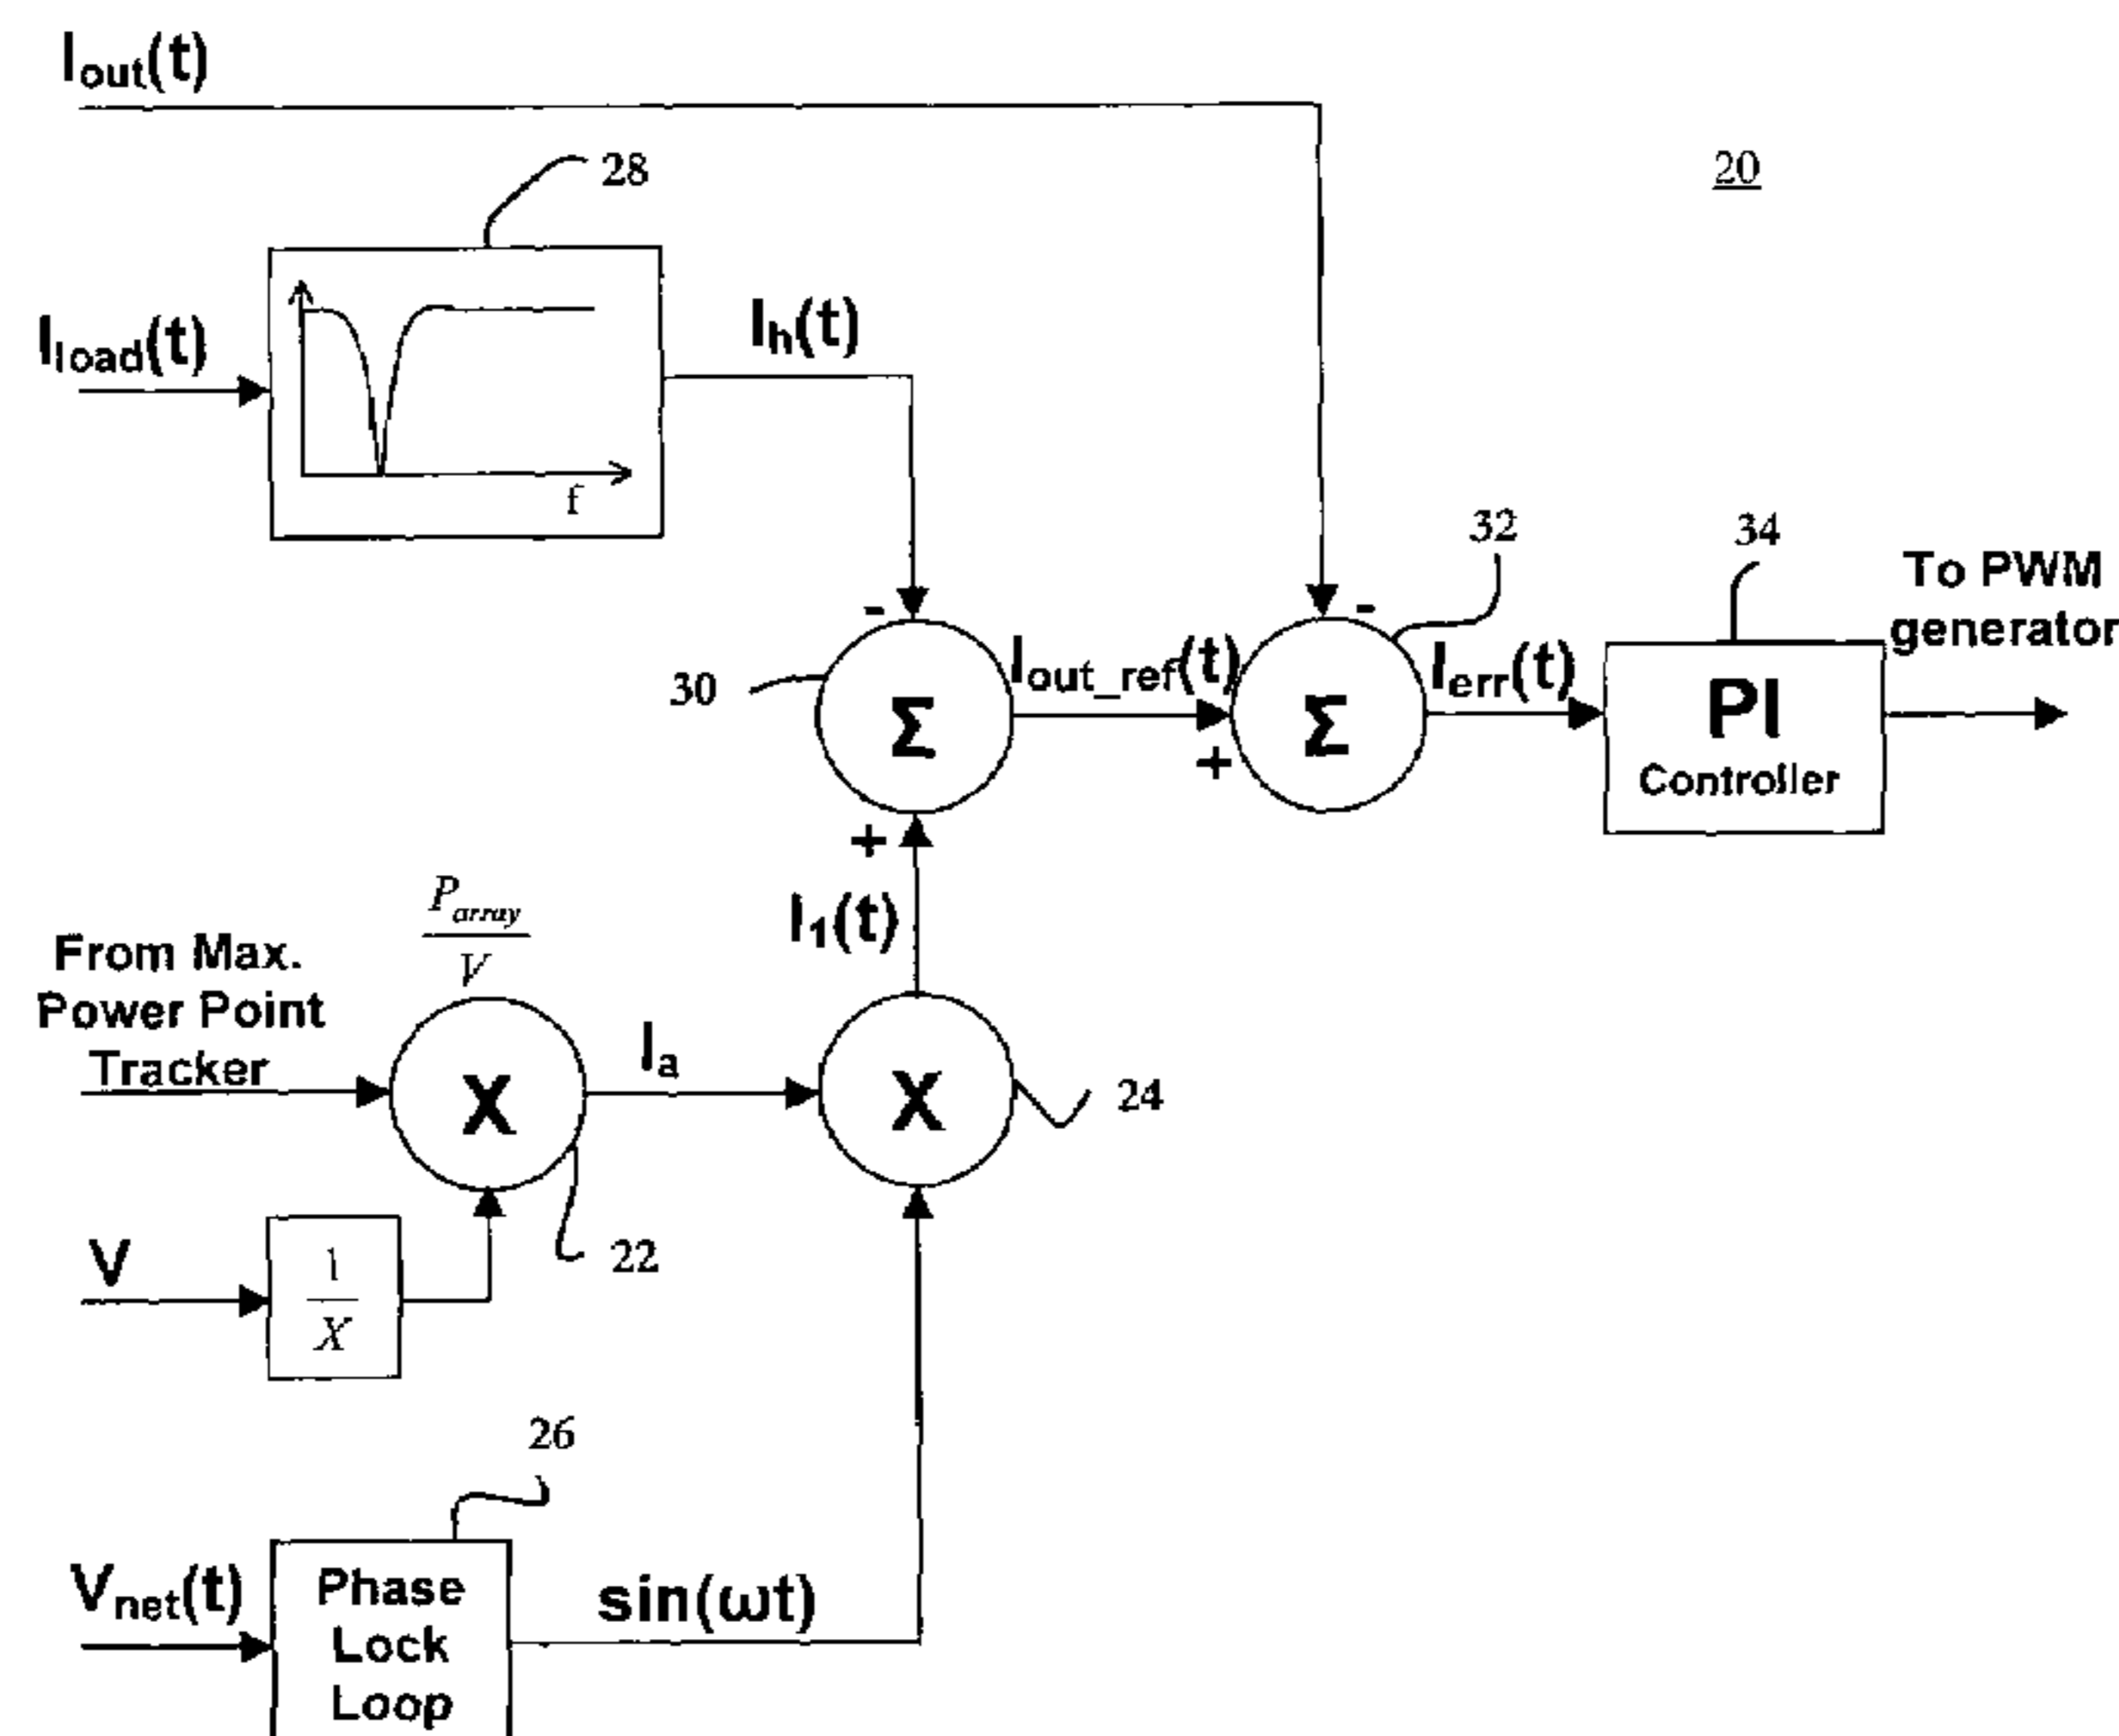 Iout(t)
28
20
Iload(t)
Ih(t)
f
32
34
To PWM
generator
-
-
30
Σ
Iout_ref(t)
Σ
Ierr(t)
PI
Controller
+
+
I1(t)
Parray
V
From Max.
Power Point
Tracker
X
Ia
X
24
V
1
X
22
26
Vnet(t)
Phase
Lock
Loop
sin(ωt)